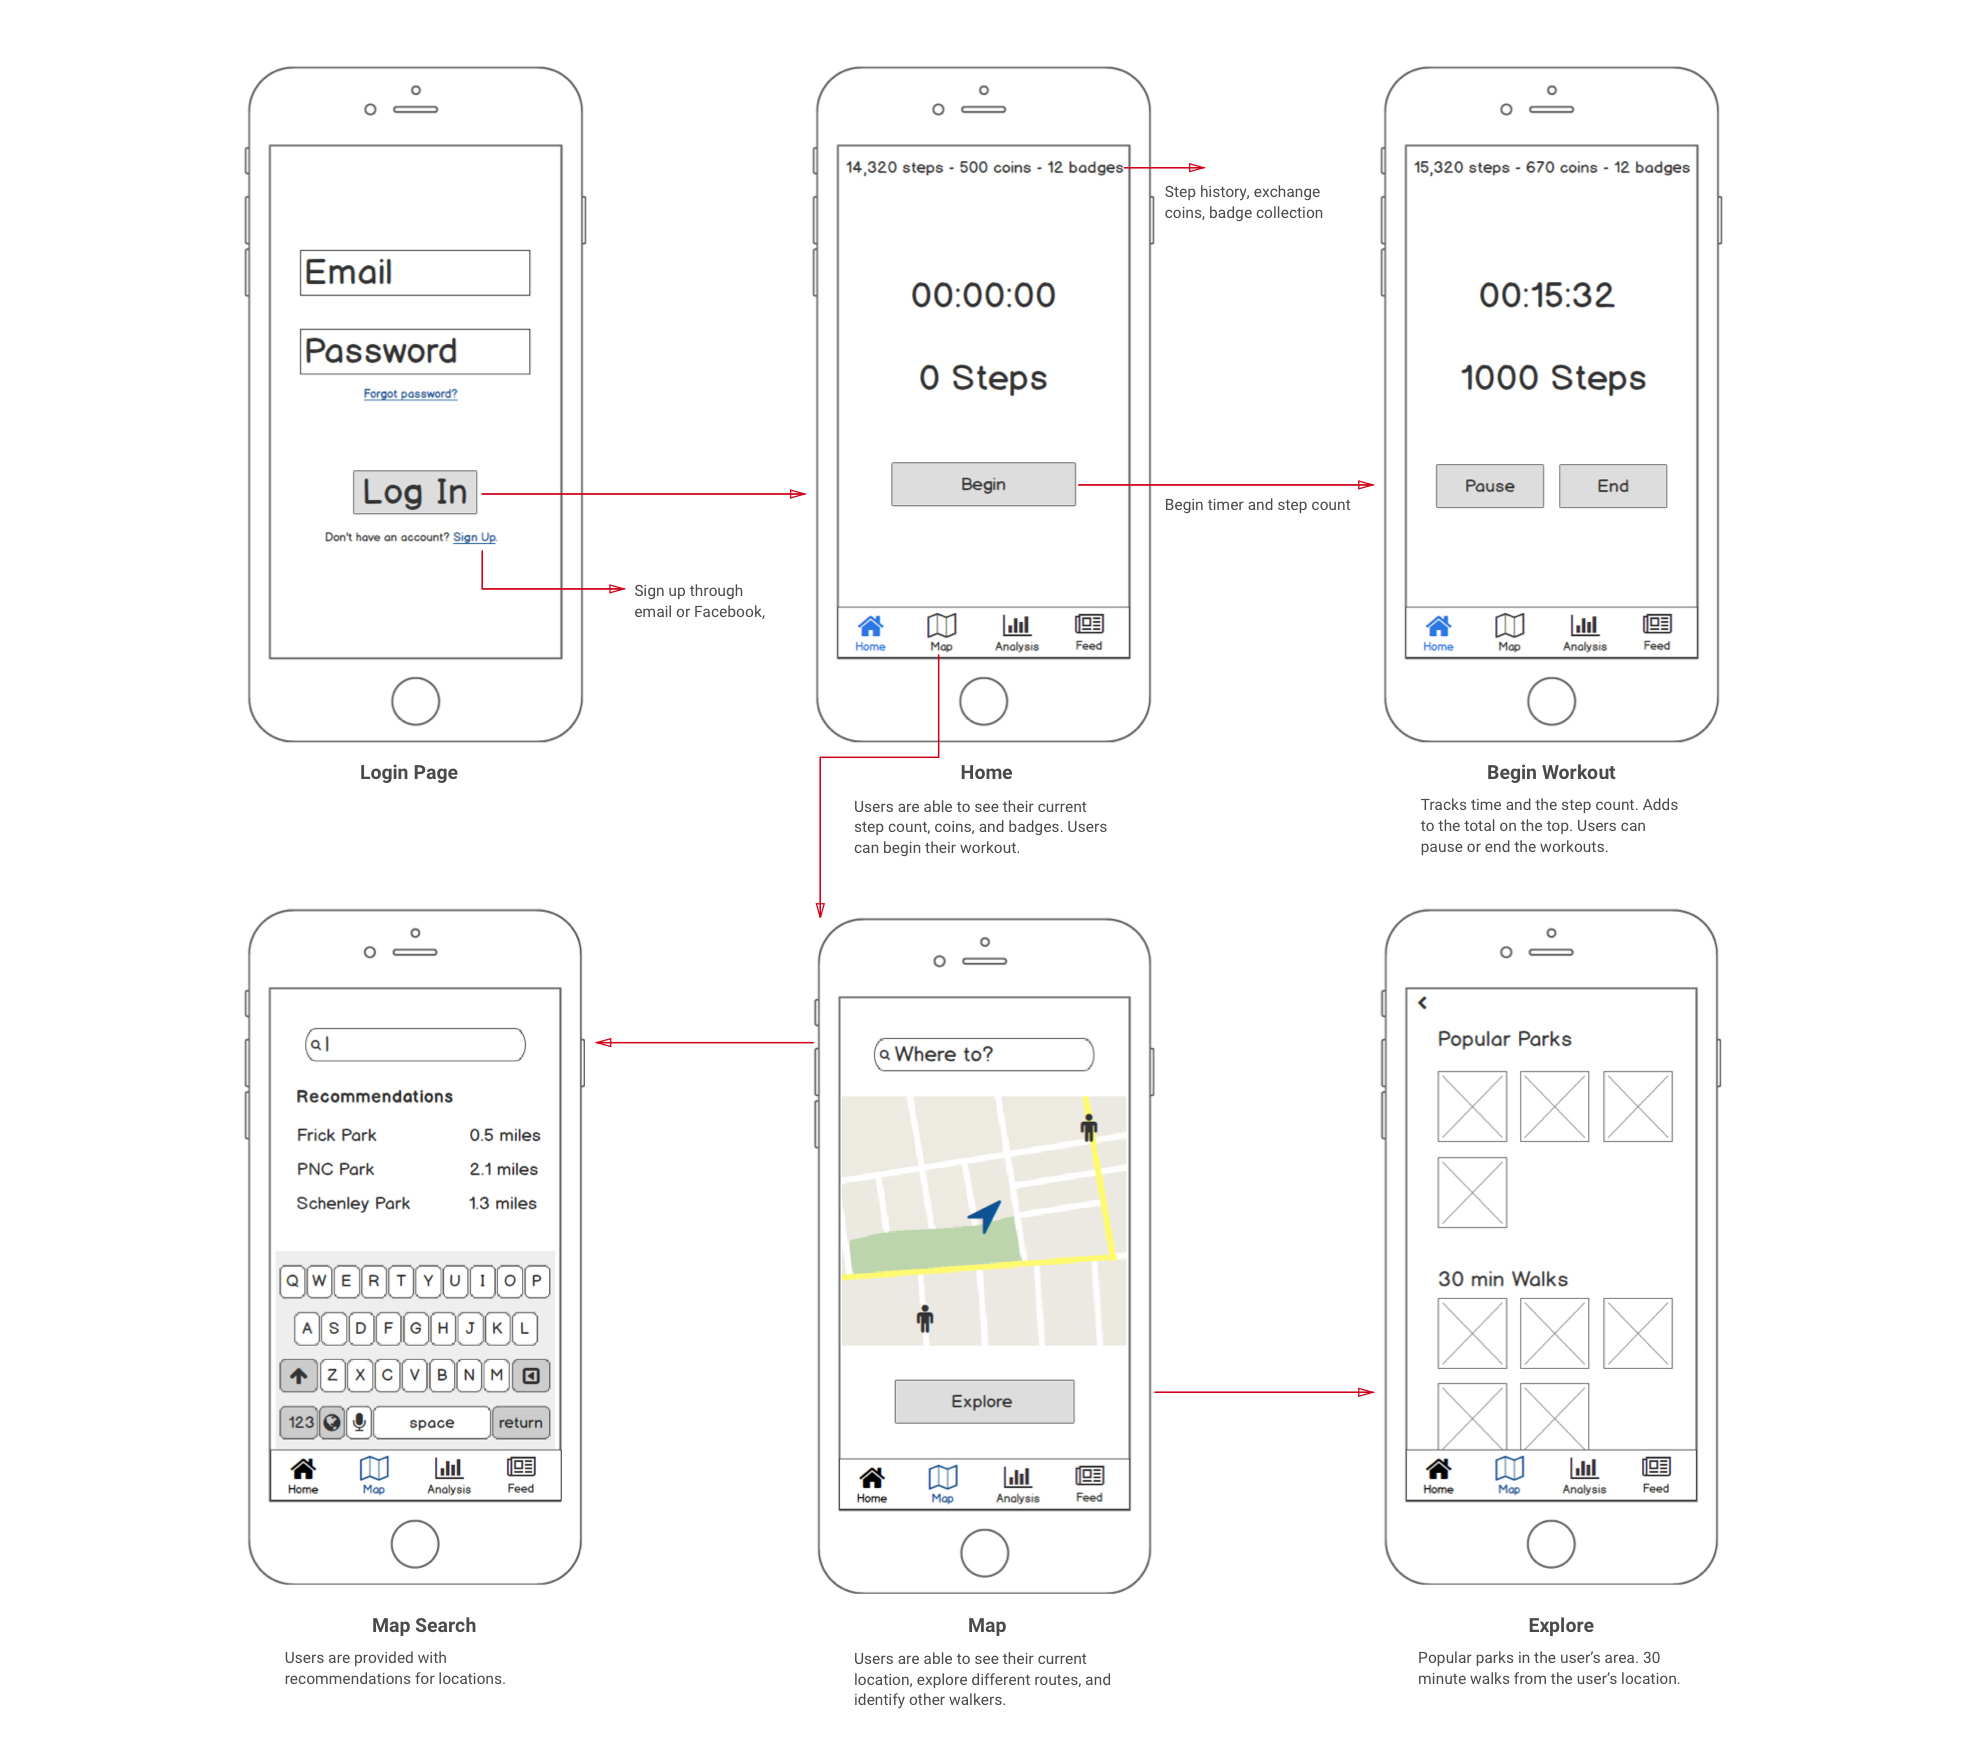 Email
Password
Forgot password?
Log In
Don't have an account? Sign Up.
Sign up through
email or Facebook,
Login Page
14,320 steps - 500 coins - 12 badges
Step history, exchange
coins, badge collection
00:00:00
0 Steps
Begin
Begin timer and step count
Home
Map
Analysis
Feed
Home
Users are able to see their current
step count, coins, and badges. Users
can begin their workout.
15,320 steps - 670 coins - 12 badges
00:15:32
1000 Steps
Pause
End
Home
Map
Analysis
Feed
Begin Workout
Tracks time and the step count. Adds
to the total on the top. Users can
pause or end the workouts.
Recommendations
Frick Park 0.5 miles
PNC Park 2.1 miles
Schenley Park 1.3 miles
Q W E R T Y U I O P
A S D F G H J K L
Z X C V B N M
123 space return
Home
Map
Analysis
Feed
Map Search
Users are provided with
recommendations for locations.
Where to?
Explore
Home
Map
Analysis
Feed
Map
Users are able to see their current
location, explore different routes, and
identify other walkers.
Popular Parks
30 min Walks
Home
Map
Analysis
Feed
Explore
Popular parks in the user’s area. 30
minute walks from the user’s location.